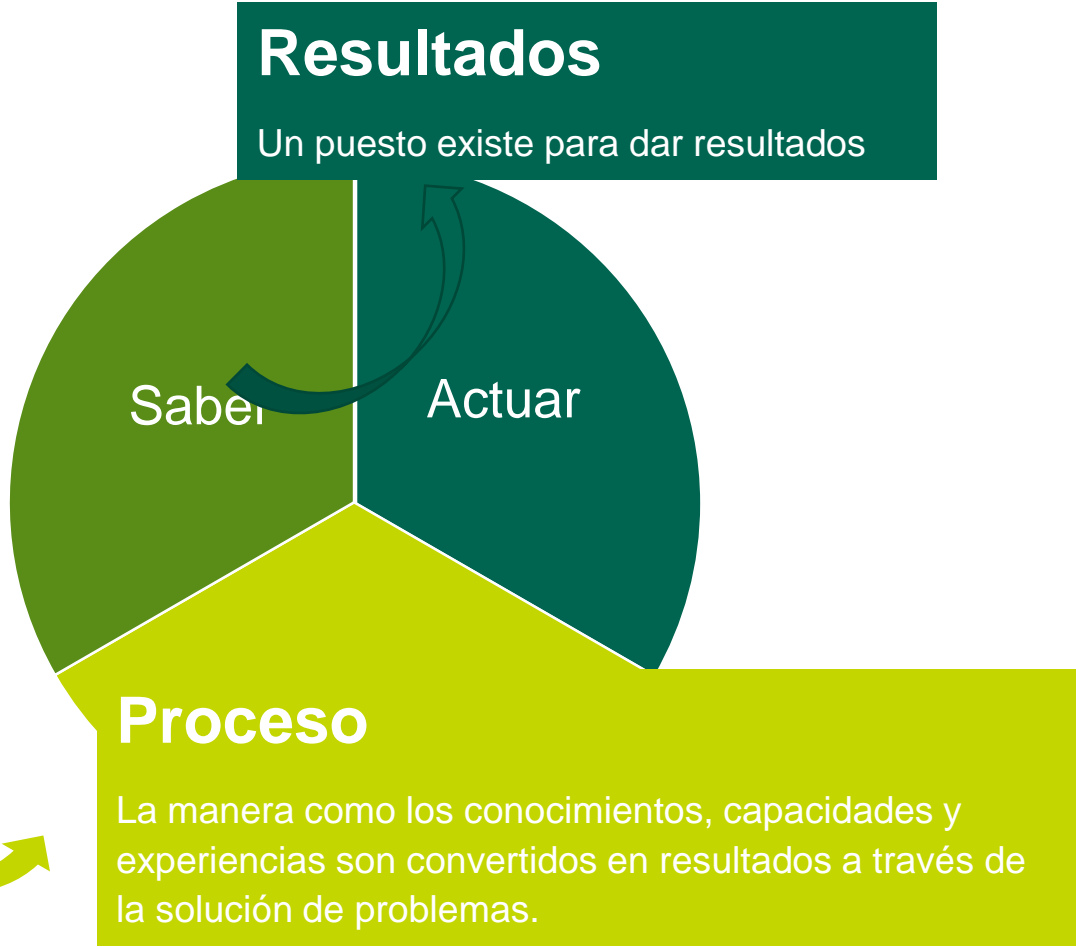 Resultados
Un puesto existe para dar resultados
Saber
Actuar
Proceso
La manera como los conocimientos, capacidades y
experiencias son convertidos en resultados a través de
la solución de problemas.